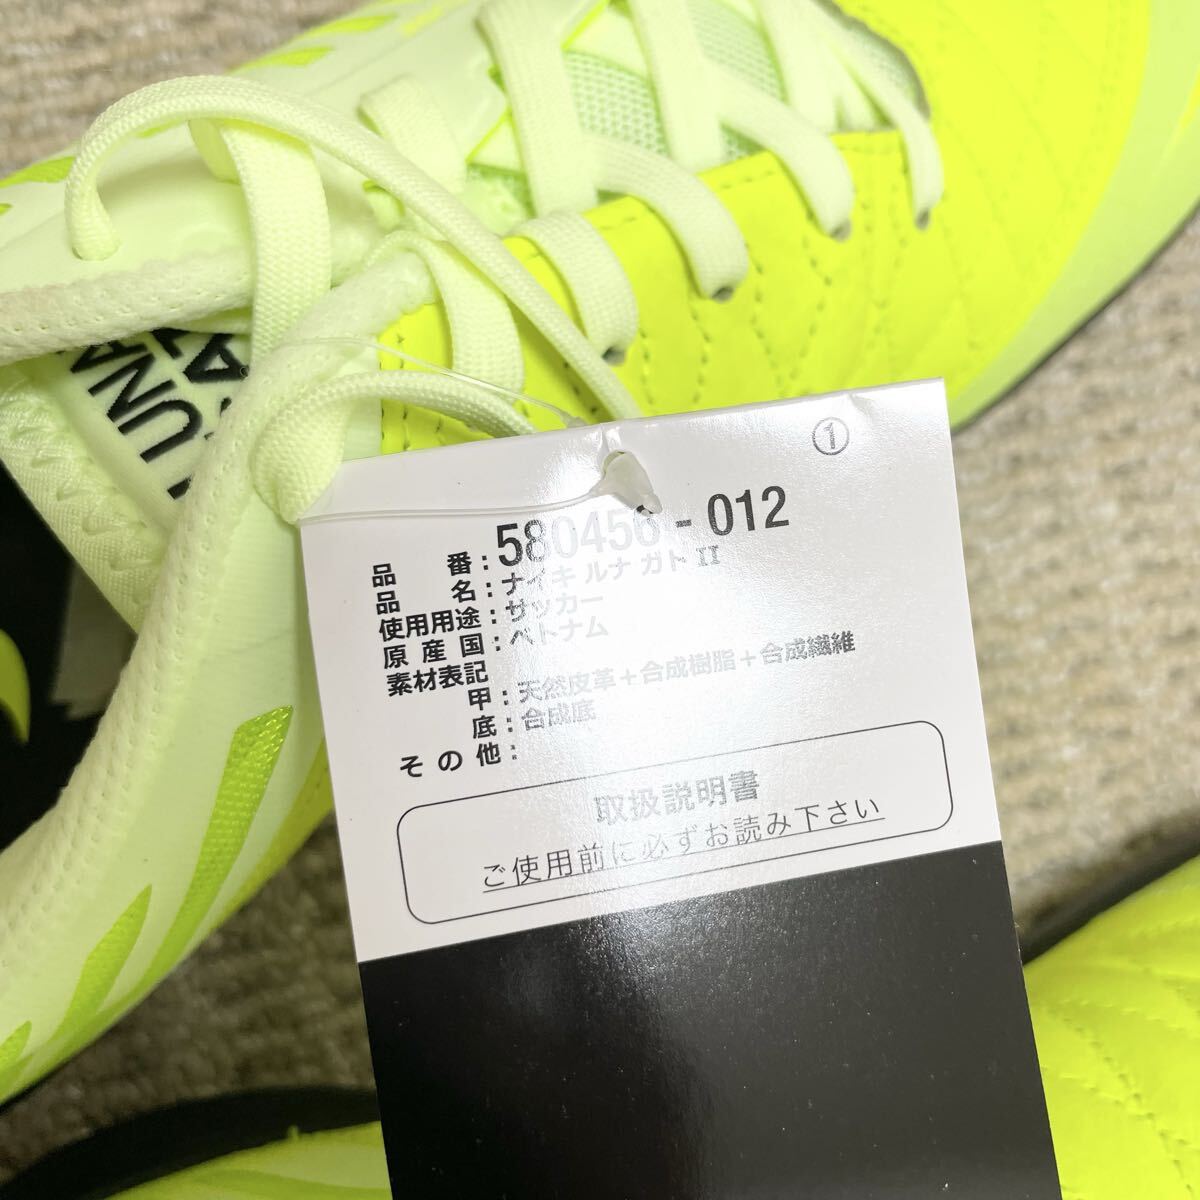 ①
品番:580456-012
品名:ナイキ ルナ ガト II
使用用途:サッカー
原産国:ベトナム
素材表記
甲:天然皮革+合成樹脂+合成繊維
底:合成底
その他:
取扱説明書
ご使用前に必ずお読み下さい